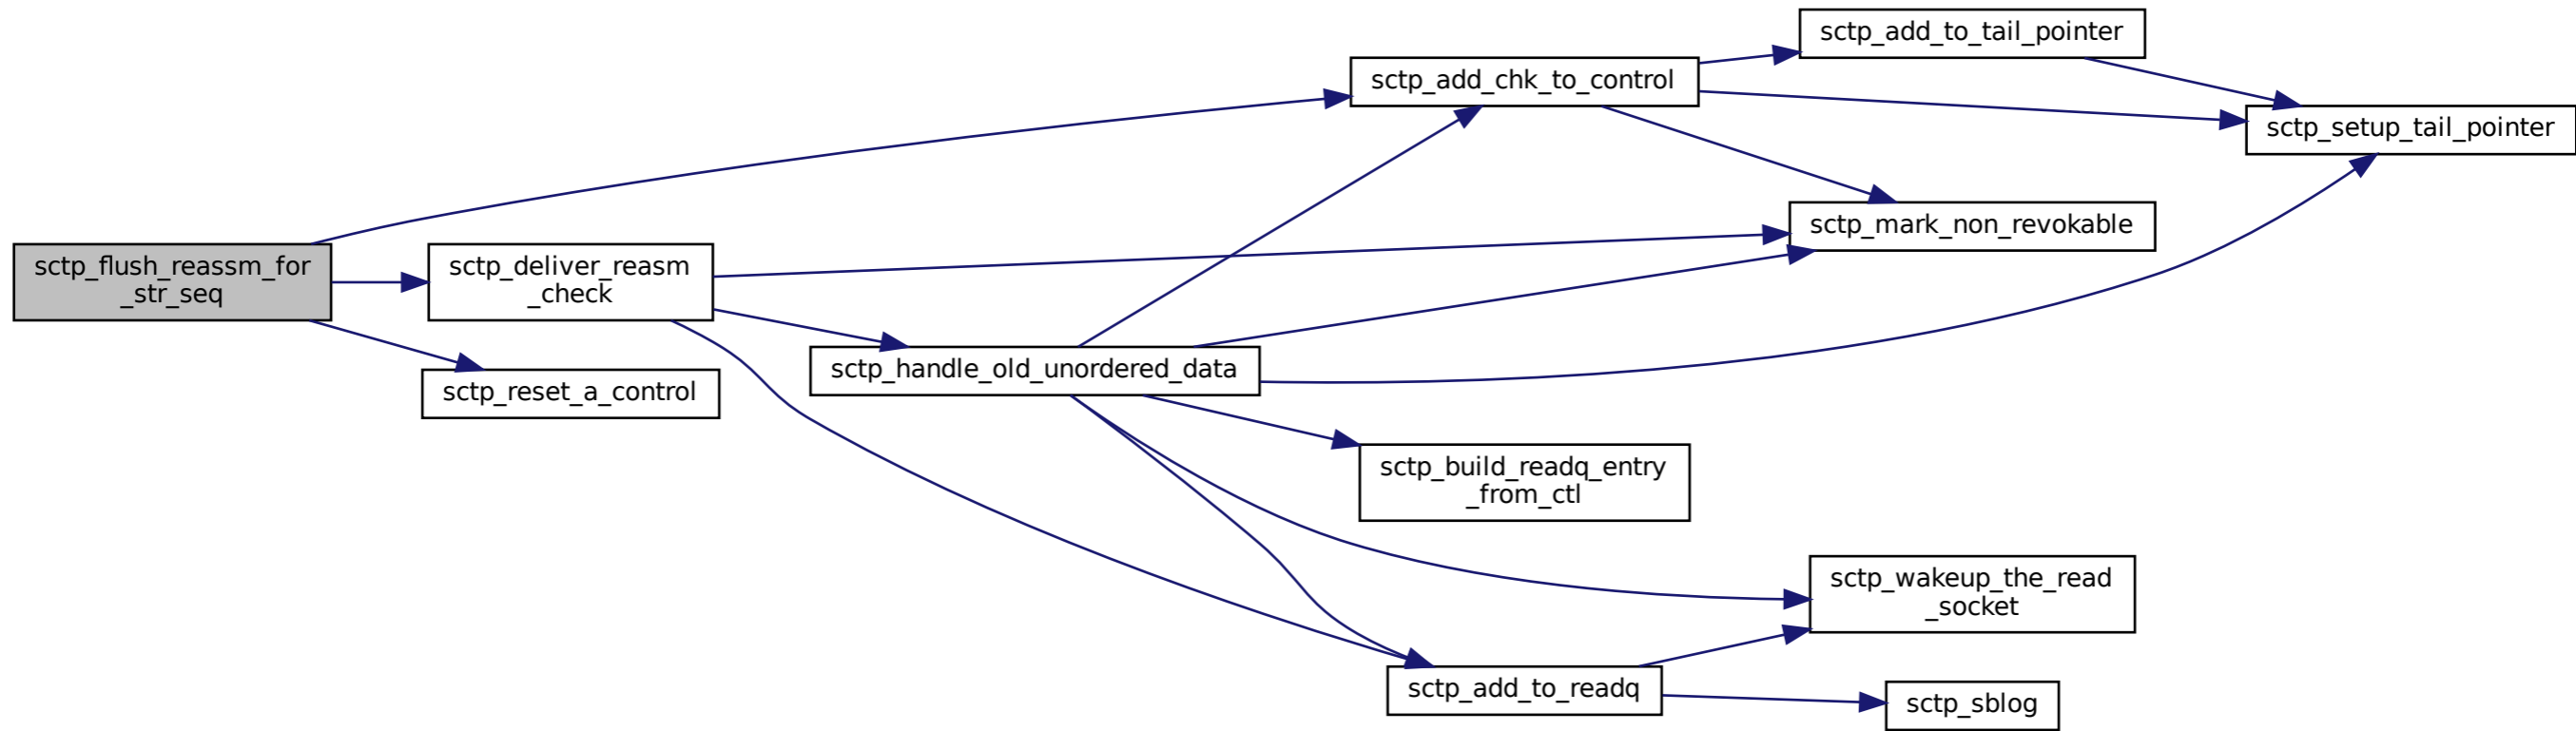 sctp_add_to_tail_pointer
sctp_add_chk_to_control
sctp_setup_tail_pointer
sctp_mark_non_revokable
sctp_flush_reassm_for
_str_seq
sctp_deliver_reasm
_check
sctp_handle_old_unordered_data
sctp_reset_a_control
sctp_build_readq_entry
_from_ctl
sctp_wakeup_the_read
_socket
sctp_add_to_readq
sctp_sblog